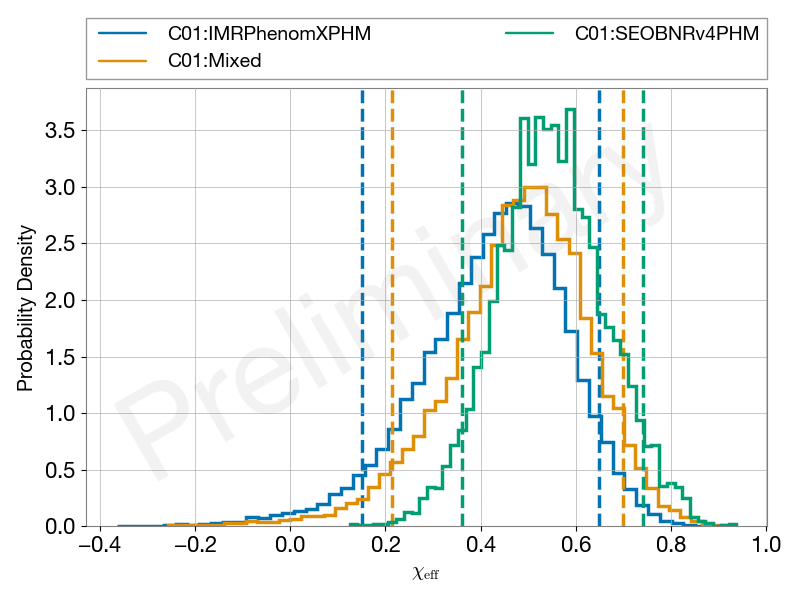 C01:IMRPhenomXPHM
C01:SEOBNRv4PHM
C01:Mixed
Preliminary
Probability Density
3.5
3.0
2.5
2.0
1.5
1.0
0.5
0.0
−0.4 −0.2 0.0 0.2 0.4 0.6 0.8 1.0
χeff